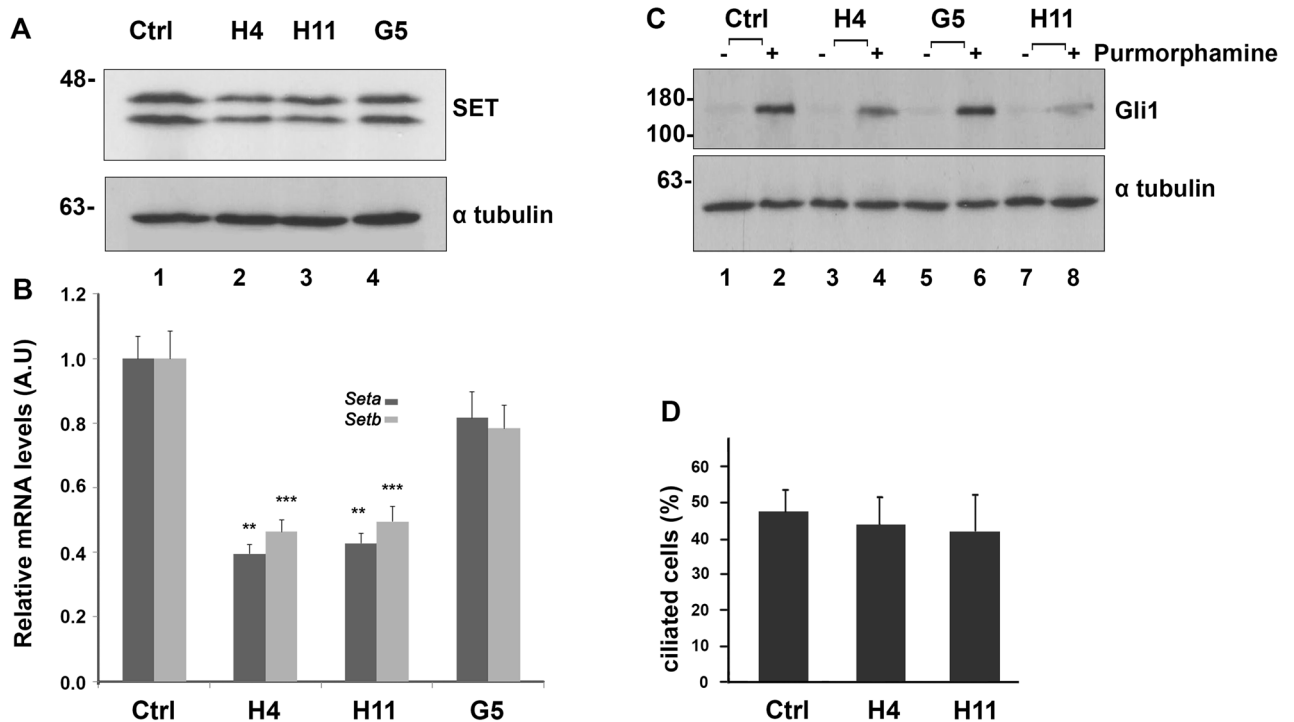 A
Ctrl H4 H11 G5
48-
SET
63-
α tubulin
1 2 3 4
B
Relative mRNA levels (A.U)
1.2
1.0
0.8
0.6
0.4
0.2
0.0
Seta
Setb
** *** ** ***
Ctrl H4 H11 G5
C
Ctrl H4 G5 H11
- + - + - + - + Purmorphamine
180-
100-
Gli1
63-
α tubulin
1 2 3 4 5 6 7 8
D
ciliated cells (%)
60
50
40
30
20
10
0
Ctrl H4 H11